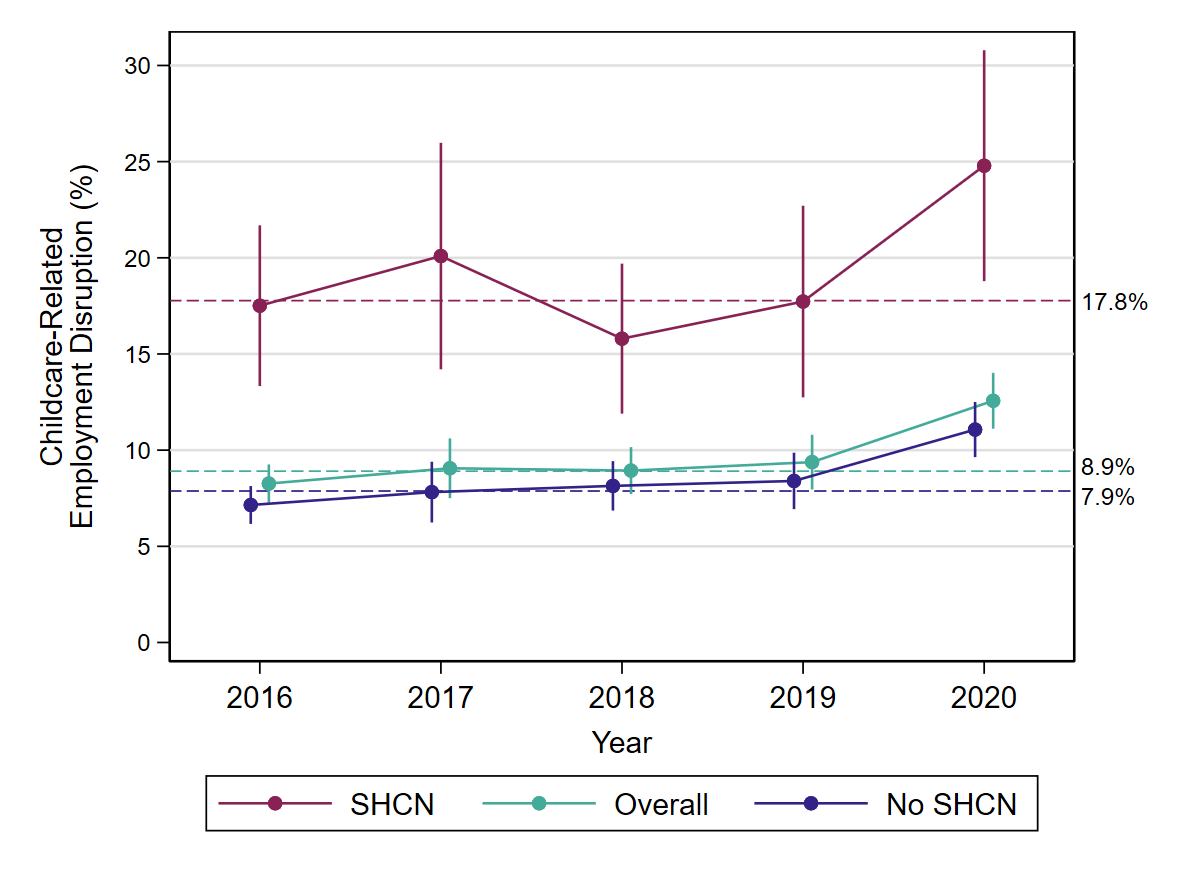 Childcare-Related
Employment Disruption (%)
30
25
20
15
10
5
0
17.8%
8.9%
7.9%
2016 2017 2018 2019 2020
Year
SHCN Overall No SHCN